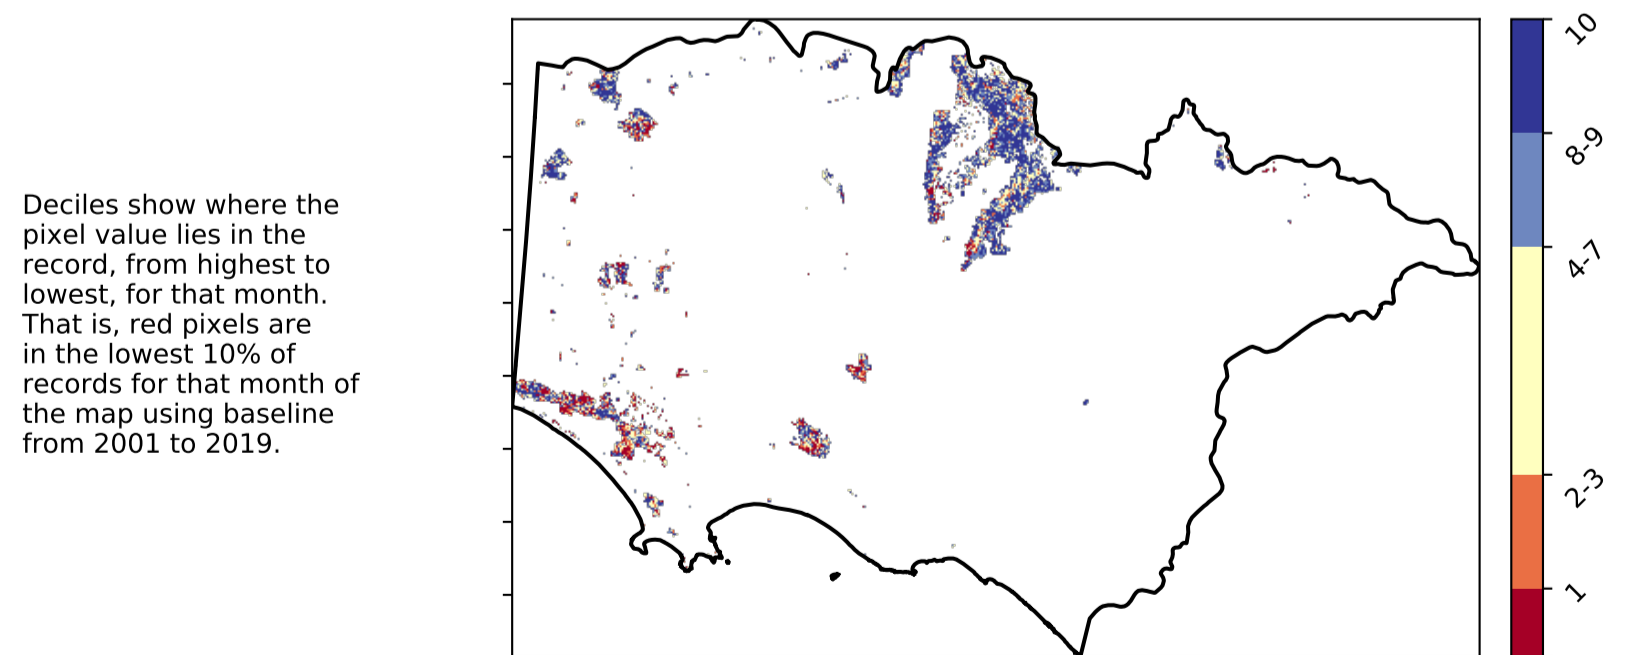 Deciles show where the
pixel value lies in the
record, from highest to
lowest, for that month.
That is, red pixels are
in the lowest 10% of
records for that month of
the map using baseline
from 2001 to 2019.
10
8-9
4-7
2-3
1